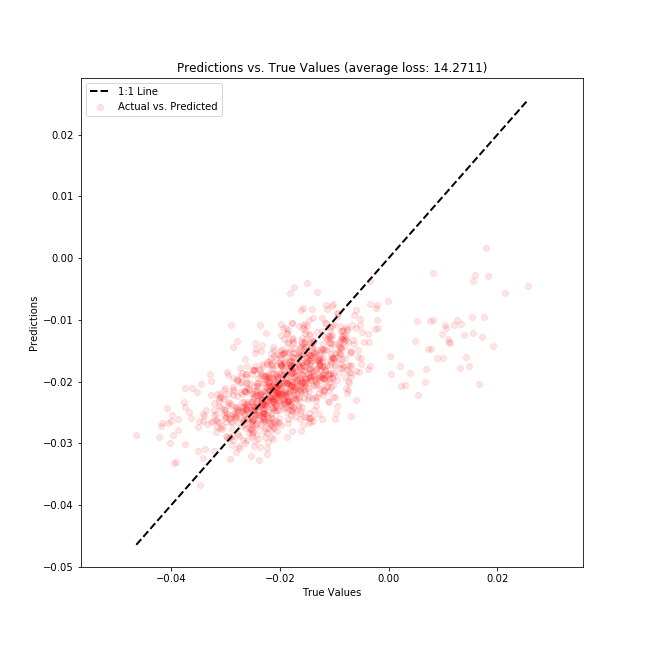 Predictions vs. True Values (average loss: 14.2711)
1:1 Line
Actual vs. Predicted
0.02
0.01
0.00
−0.01
−0.02
−0.03
−0.04
−0.05
Predictions
−0.04
−0.02
0.00
0.02
True Values